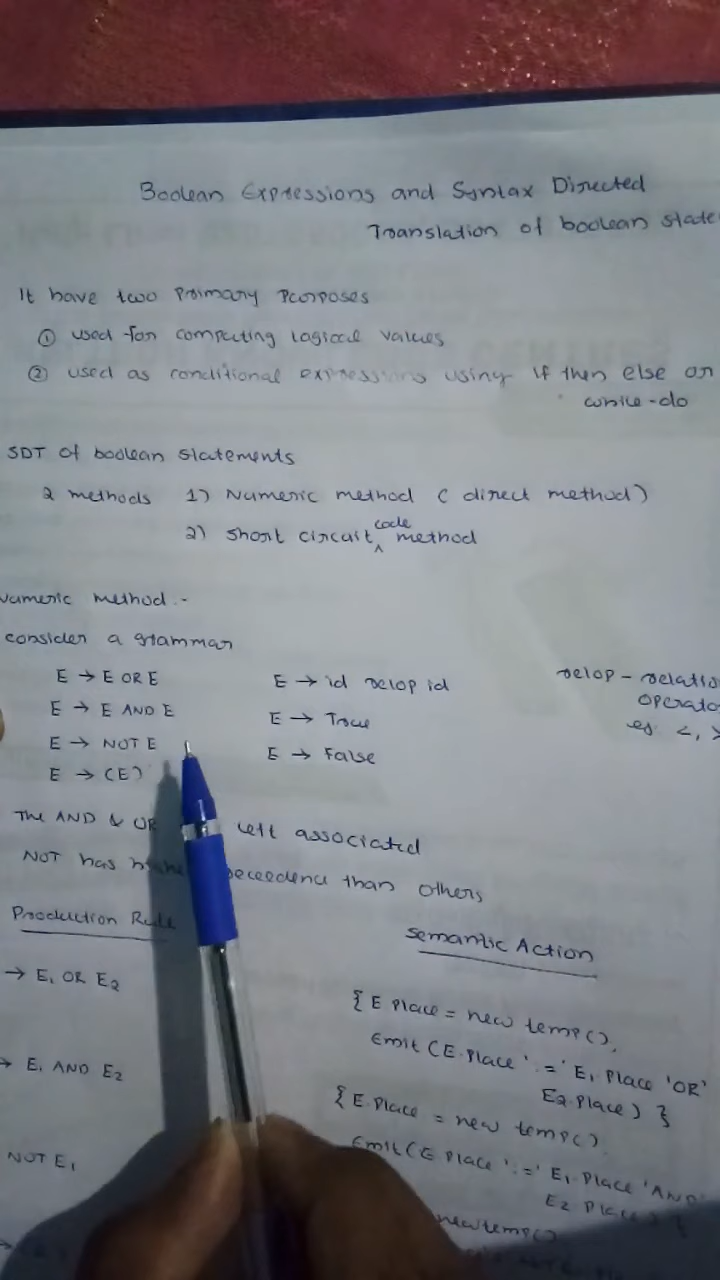 Boolean Expressions and Syntax Directed
Translation of boolean state
It have two primary purposes
① used for computing logical values
② used as conditional expressions using if then else or
while-do
SDT of boolean statements
2 methods 1) Numeric method (direct method)
2) short circuit code method
Numeric method :-
consider a grammar
E → E OR E
E → id relop id
relop - relatio
operato
eg: <, >
E → E AND E
E → True
E → NOT E
E → False
E → (E)
The AND & OR left associated
NOT has precedence than others
Production Rule
Semantic Action
→ E₁ OR E₂
{ E Place = new temp(),
Emit (E.Place ':=' E₁.Place 'OR'
E₂.Place) }
→ E₁ AND E₂
{ E.Place = new temp()
Emit(E Place ':=' E₁ Place 'AND'
E₂ Place) }
NOT E₁
newtemp()